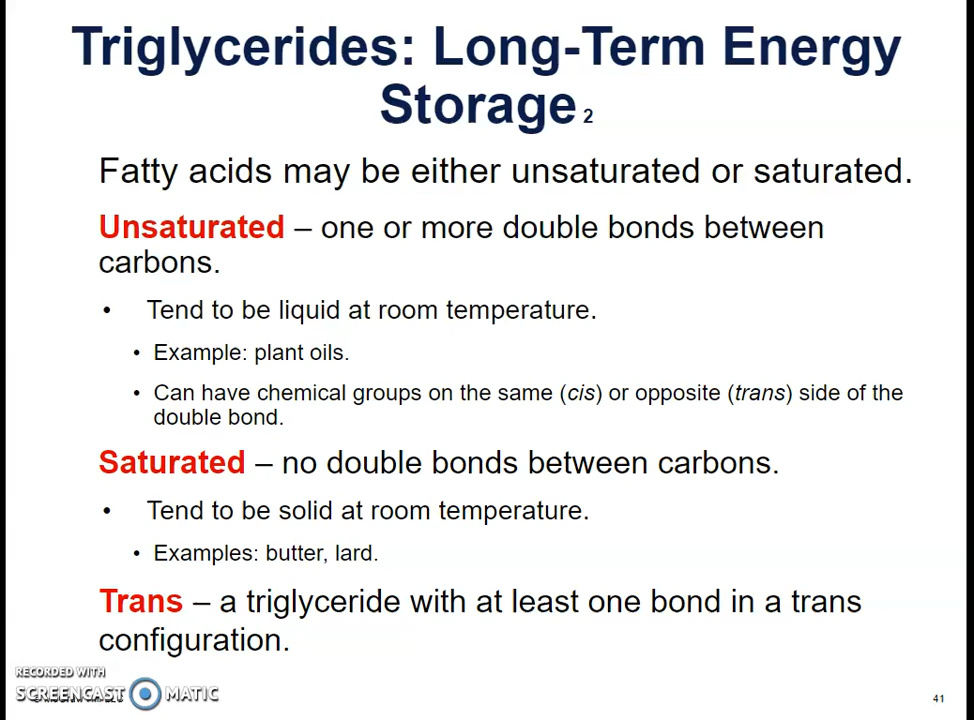 Triglycerides: Long-Term Energy
Storage 2
Fatty acids may be either unsaturated or saturated.
Unsaturated – one or more double bonds between
carbons.
• Tend to be liquid at room temperature.
• Example: plant oils.
• Can have chemical groups on the same (cis) or opposite (trans) side of the
double bond.
Saturated – no double bonds between carbons.
• Tend to be solid at room temperature.
• Examples: butter, lard.
Trans – a triglyceride with at least one bond in a trans
configuration.
RECORDED WITH
SCREENCAST MATIC
41